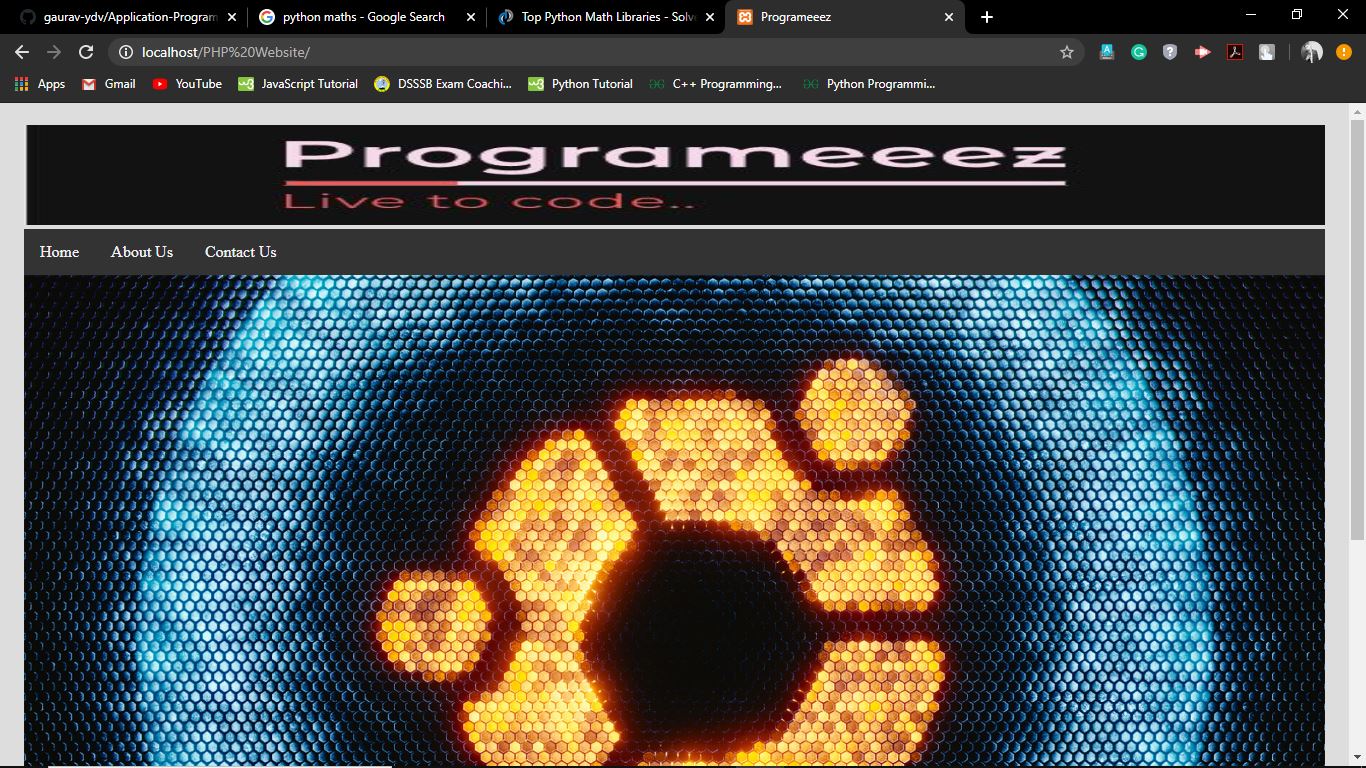 gaurav-ydv/Application-Program
python maths - Google Search
Top Python Math Libraries - Solve
Programeeez
localhost/PHP%20Website/
Apps
Gmail
YouTube
JavaScript Tutorial
DSSSB Exam Coachi...
Python Tutorial
C++ Programming...
Python Programmi...
Programeeez
Live to code..
Home
About Us
Contact Us